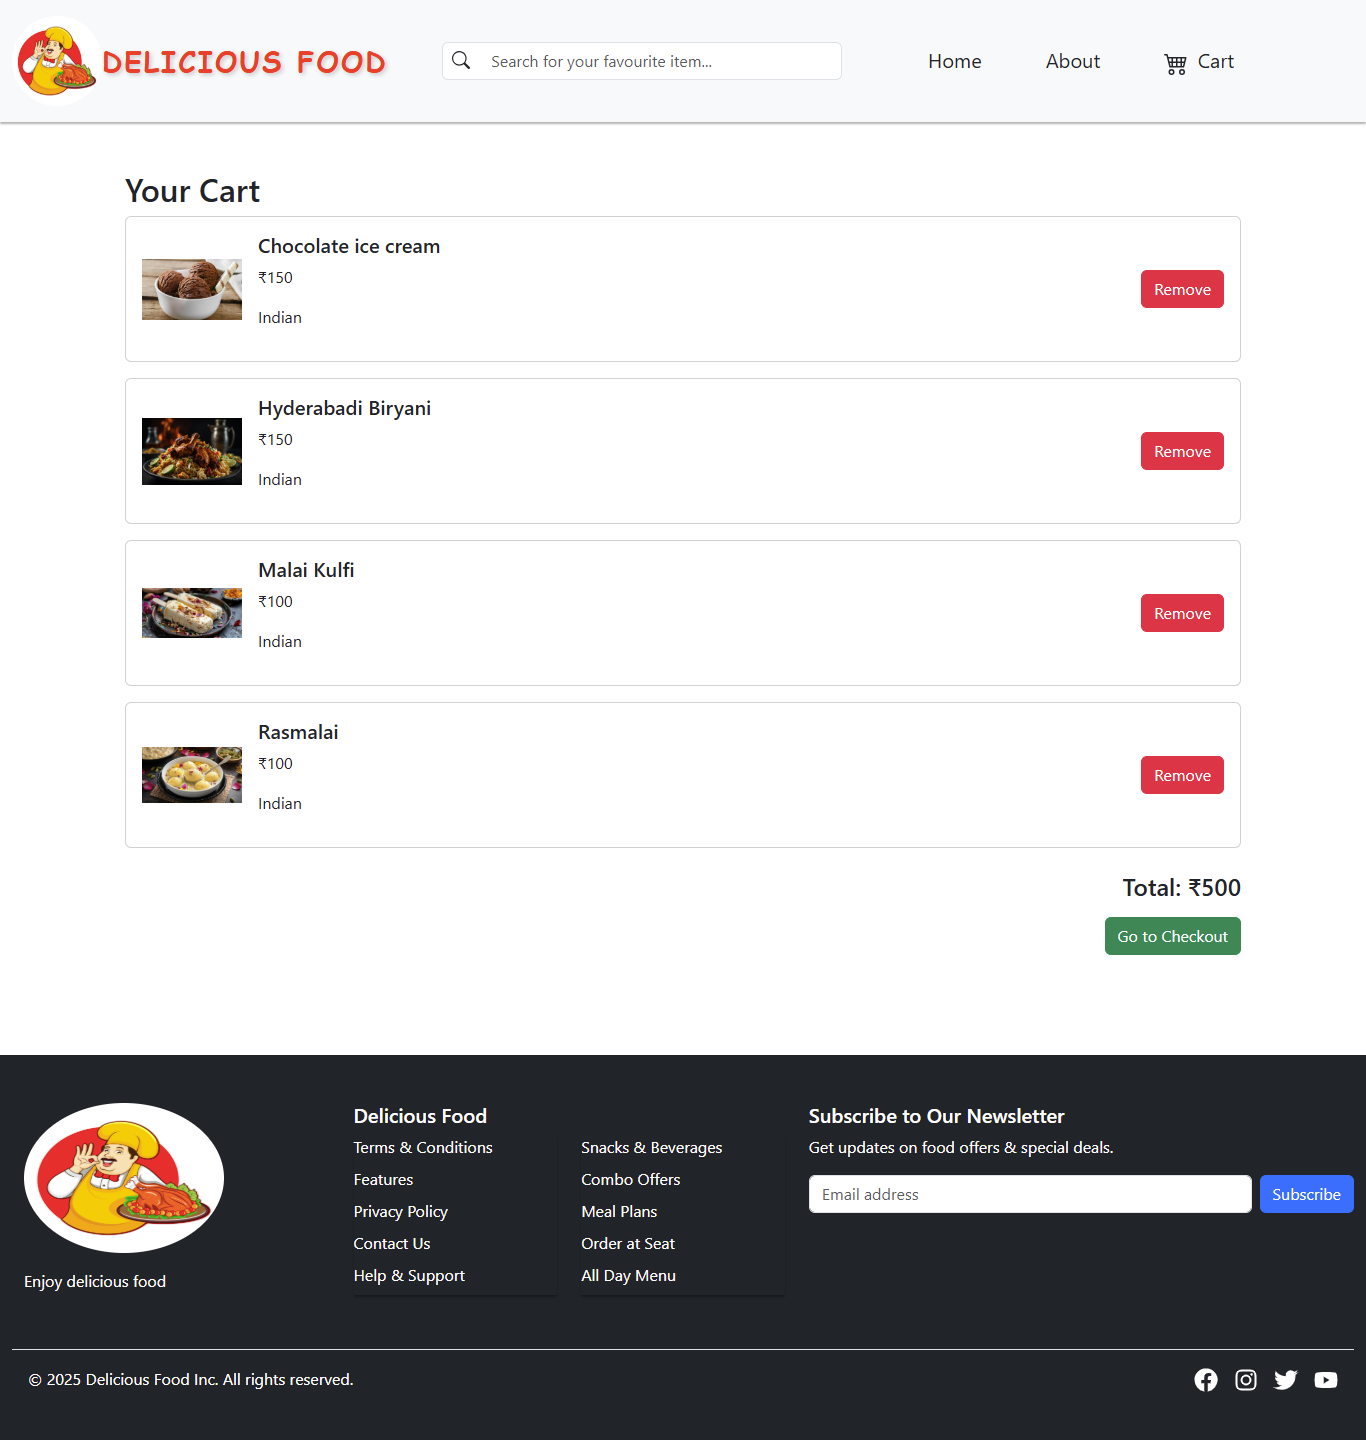 DELICIOUS FOOD
Search for your favourite item...
Home
About
Cart
Your Cart
Chocolate ice cream
₹150
Indian
Remove
Hyderabadi Biryani
₹150
Indian
Remove
Malai Kulfi
₹100
Indian
Remove
Rasmalai
₹100
Indian
Remove
Total: ₹500
Go to Checkout
Enjoy delicious food
Delicious Food
Terms & Conditions
Features
Privacy Policy
Contact Us
Help & Support
Snacks & Beverages
Combo Offers
Meal Plans
Order at Seat
All Day Menu
Subscribe to Our Newsletter
Get updates on food offers & special deals.
Email address
Subscribe
© 2025 Delicious Food Inc. All rights reserved.